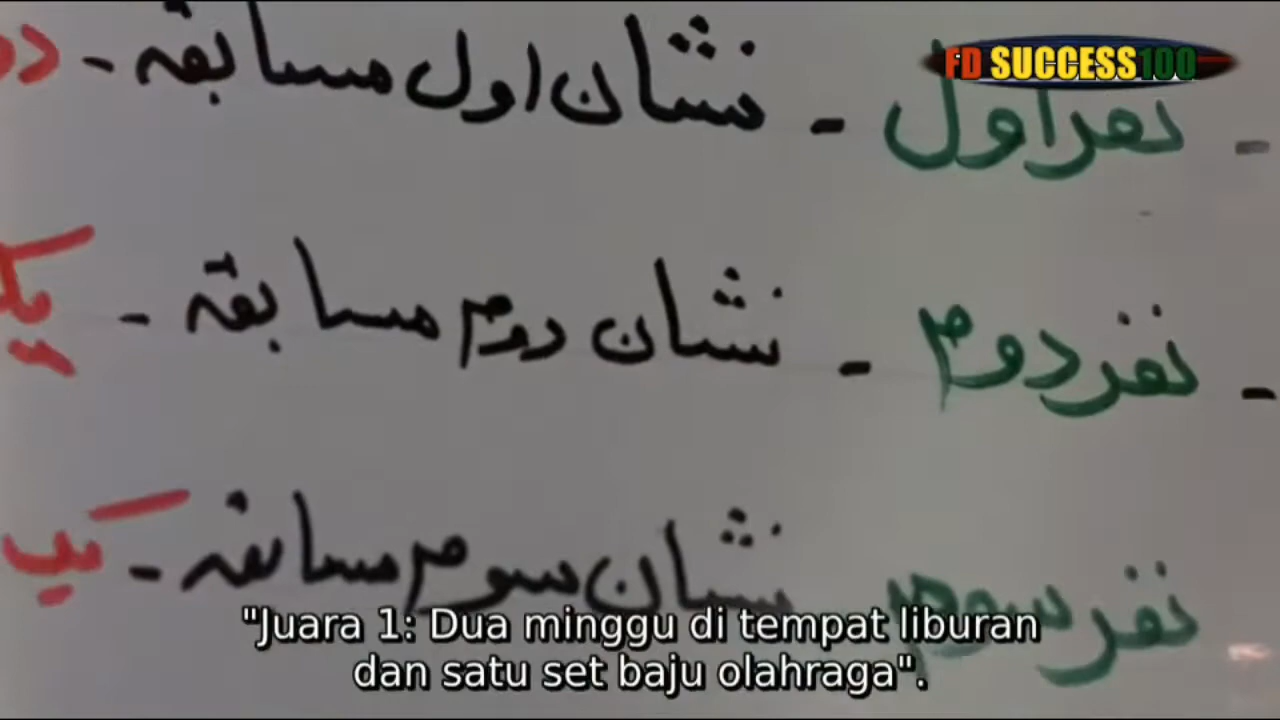 FD SUCCESS100
- نفر اول - نشان اول مسابقه -
- نفر دوم - نشان دوم مسابقه -
نفر سوم نشان سوم مسابقه -
"Juara 1: Dua minggu di tempat liburan
dan satu set baju olahraga".